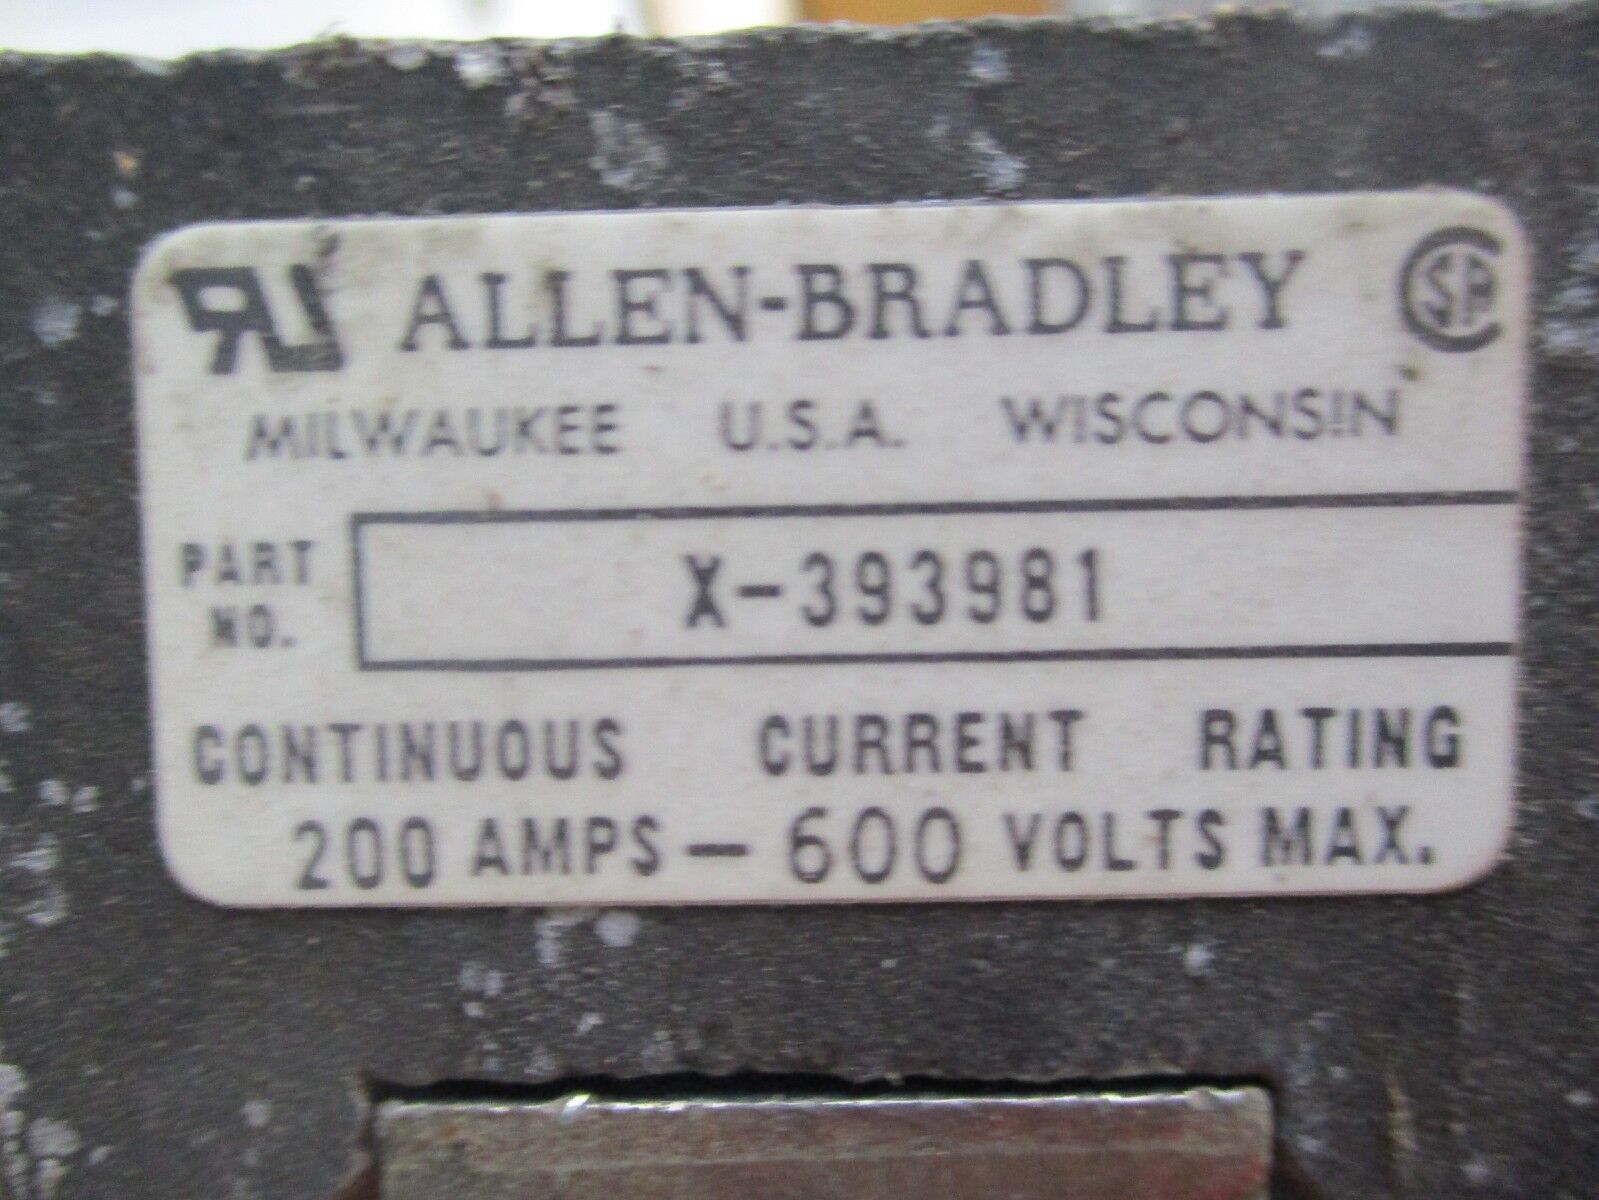 ALLEN-BRADLEY
MILWAUKEE U.S.A. WISCONSIN
PART NO. X-393981
CONTINUOUS CURRENT RATING
200 AMPS – 600 VOLTS MAX.